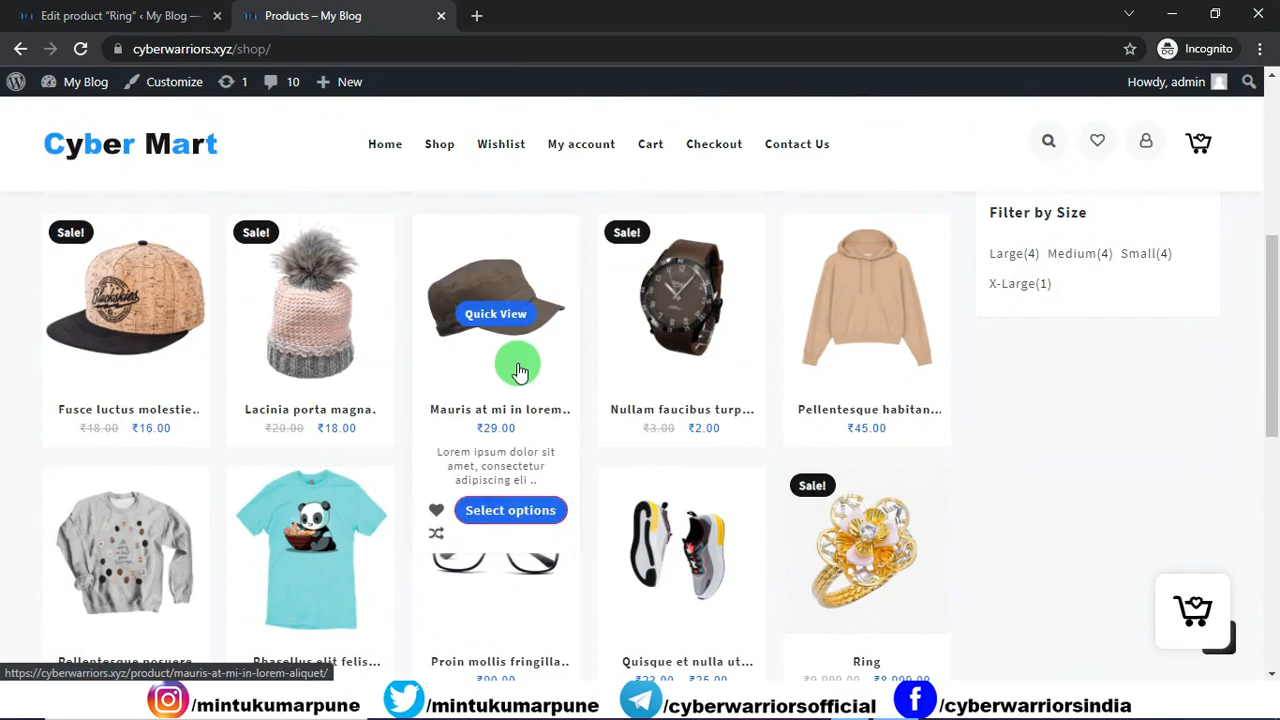 Edit product “Ring” ‹ My Blog —
Products – My Blog
cyberwarriors.xyz/shop/
Incognito
My Blog
Customize
1
10
New
Howdy, admin
Cyber Mart
Home
Shop
Wishlist
My account
Cart
Checkout
Contact Us
Filter by Size
Large(4) Medium(4) Small(4)
X-Large(1)
Sale!
Sale!
Quick View
Sale!
Fusce luctus molestie..
₹18.00 ₹16.00
Lacinia porta magna.
₹20.00 ₹18.00
Mauris at mi in lorem..
₹29.00
Lorem ipsum dolor sit
amet, consectetur
adipiscing eli ..
Select options
Nullam faucibus turp...
₹3.00 ₹2.00
Pellentesque habitan...
₹45.00
Sale!
Pellentesque posuere
Phasellus elit felis...
Proin mollis fringilla..
₹90.00
Quisque et nulla ut...
₹25.00
Ring
₹9,999.00 ₹8,999.00
https://cyberwarriors.xyz/product/mauris-at-mi-in-lorem-aliquet/
/mintukumarpune
/mintukumarpune
/cyberwarriorsofficial
/cyberwarriorsindia